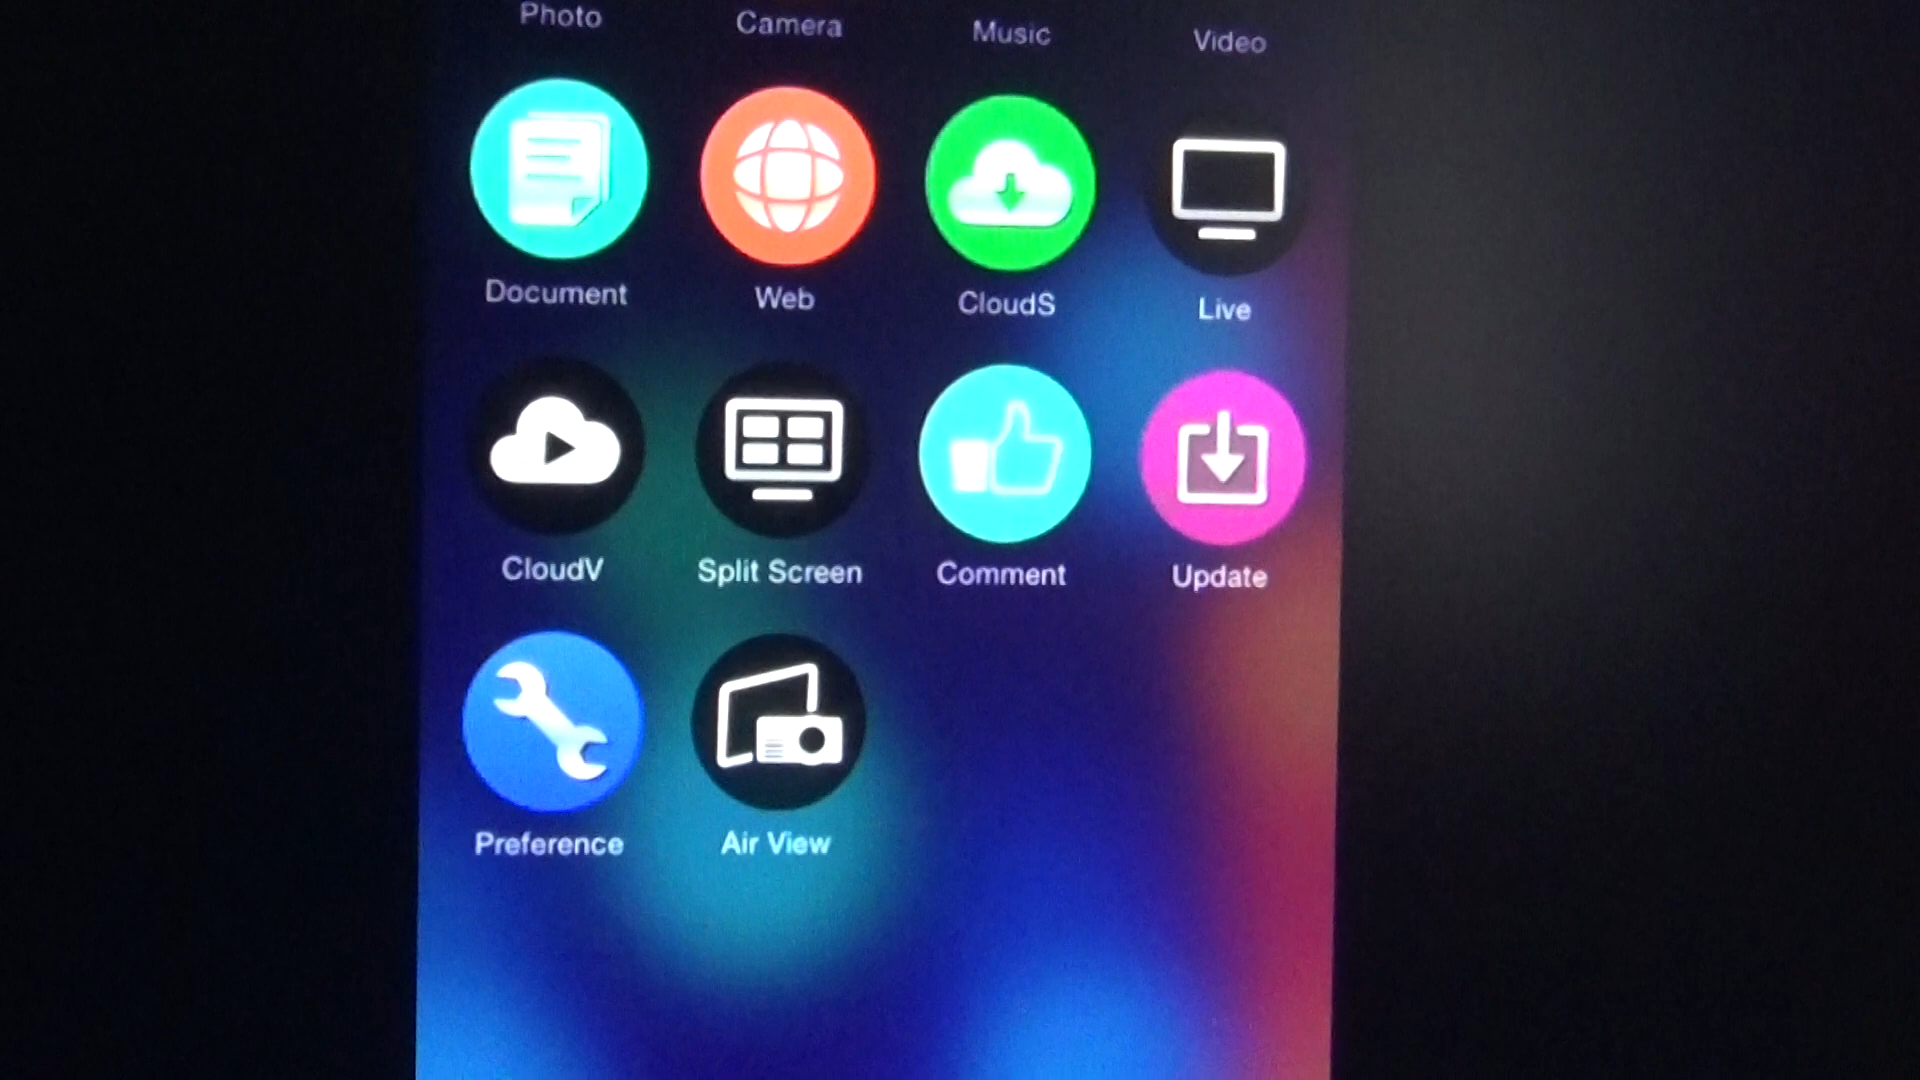 Photo Camera Music Video
Document Web CloudS Live
CloudV Split Screen Comment Update
Preference Air View